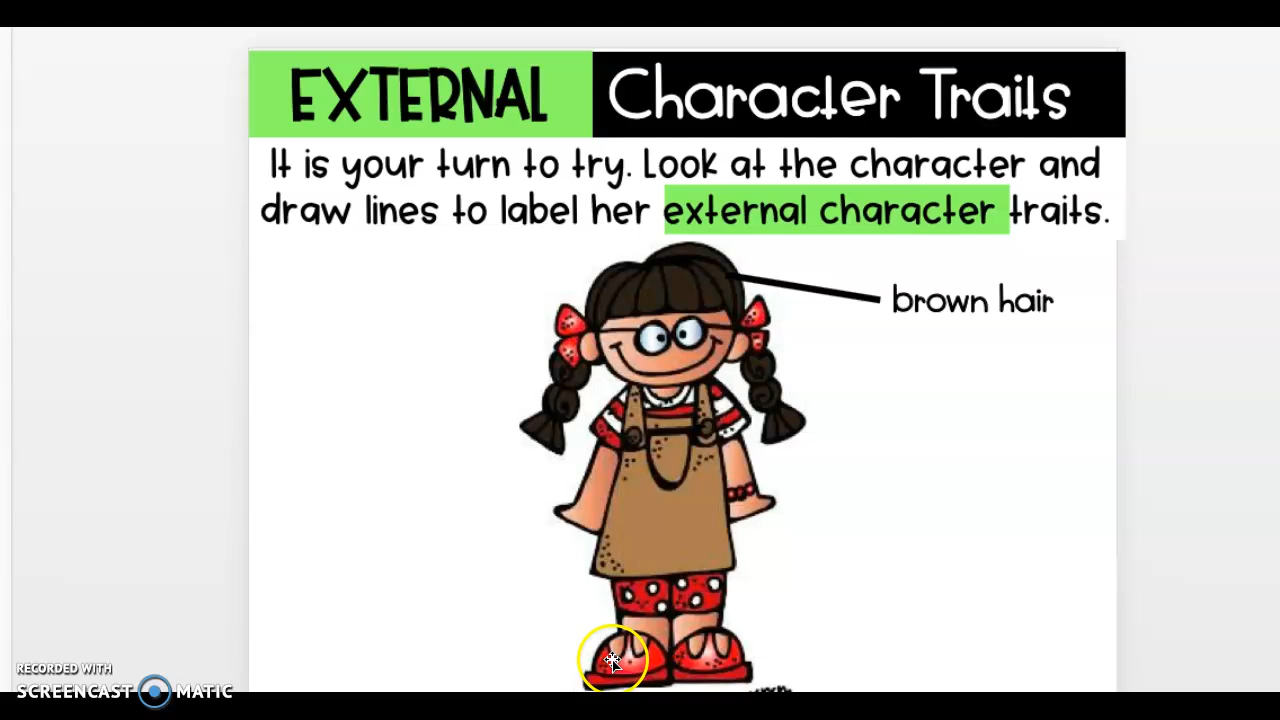 EXTERNAL Character Traits
It is your turn to try. Look at the character and
draw lines to label her external character traits.
brown hair
RECORDED WITH
SCREENCAST MATIC